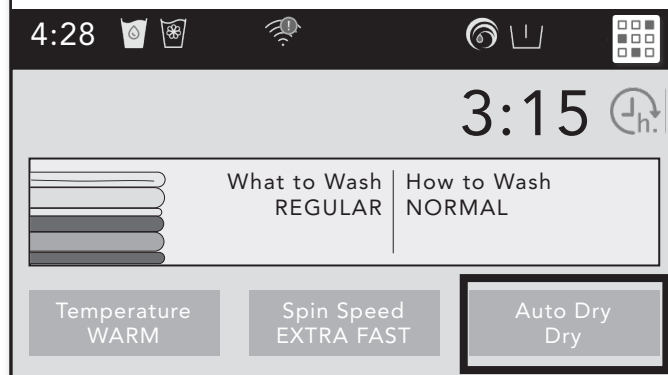 4:28
3:15 h.
What to Wash How to Wash
REGULAR NORMAL
Temperature Spin Speed Auto Dry
WARM EXTRA FAST Dry